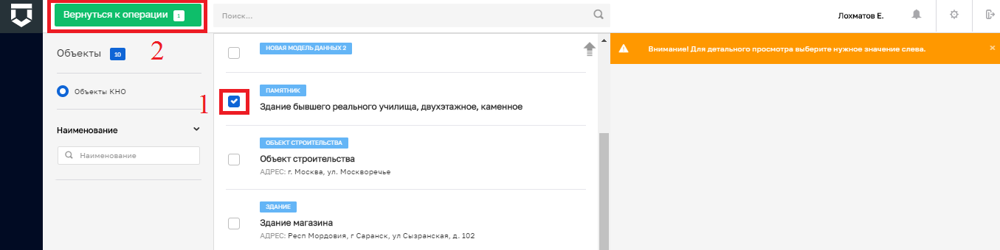 Вернуться к операции 1
Поиск...
Лохматов Е.
Объекты 10
2
Объекты КНО
Наименование
Наименование
НОВАЯ МОДЕЛЬ ДАННЫХ 2
1
ПАМЯТНИК
Здание бывшего реального училища, двухэтажное, каменное
ОБЪЕКТ СТРОИТЕЛЬСТВА
Объект строительства
АДРЕС: г. Москва, ул. Москворечье
ЗДАНИЕ
Здание магазина
АДРЕС: Респ Мордовия, г Саранск, ул Сызранская, д. 102
Внимание! Для детального просмотра выберите нужное значение слева.